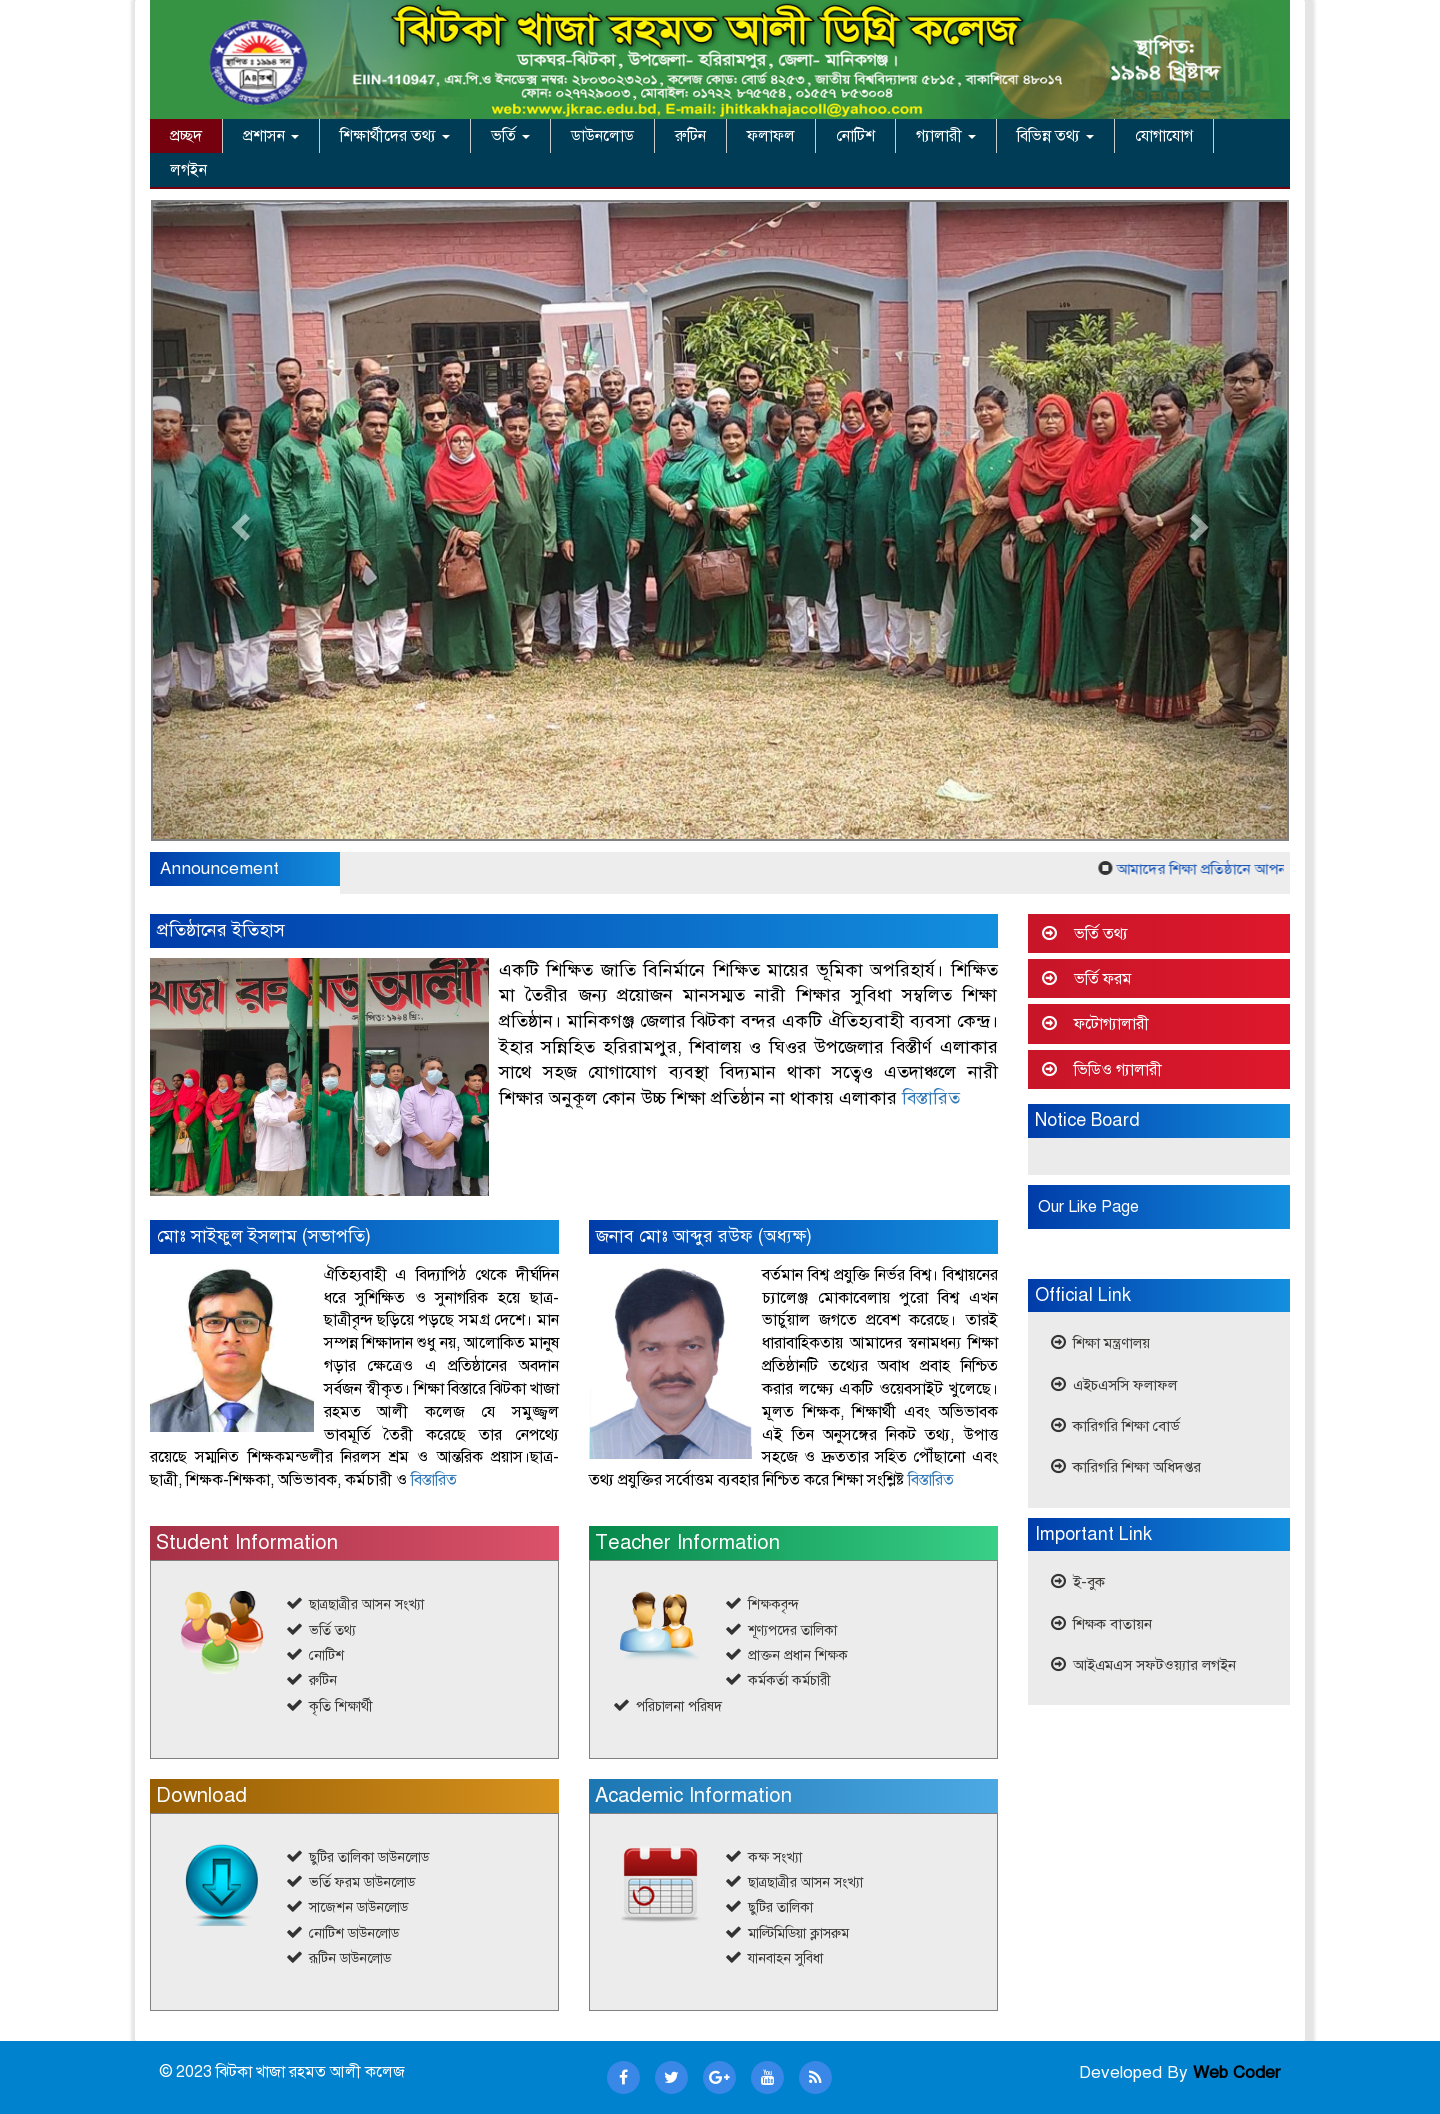 ঝিটকা খাজা রহমত আলী ডিগ্রি কলেজ
ডাকঘর-ঝিটকা, উপজেলা- হরিরামপুর, জেলা- মানিকগঞ্জ।
EIIN-110947, এম.পি.ও ইনডেক্স নম্বর: ২৮০৩০২৩২০১, কলেজ কোড: বোর্ড ৪২৫৩, জাতীয় বিশ্ববিদ্যালয় ৫৮১৫, বাকাশিবো ৪৮০১৭
ফোন: ০২৭৭২৯০০৩, মোবাইল: ০১৭২২ ৮৭৫৭৫৪, ০১৫৫৭ ৮৫৩০০৪
web:www.jkrac.edu.bd, E-mail: jhitkakhajacoll@yahoo.com
স্থাপিত:
১৯৯৪ খ্রিষ্টাব্দ
প্রচ্ছদ প্রশাসন শিক্ষার্থীদের তথ্য ভর্তি ডাউনলোড রুটিন ফলাফল নোটিশ গ্যালারী বিভিন্ন তথ্য যোগাযোগ
লগইন
Announcement
আমাদের শিক্ষা প্রতিষ্ঠানে আপন
প্রতিষ্ঠানের ইতিহাস
খাজা রহমত আলী
একটি শিক্ষিত জাতি বিনির্মানে শিক্ষিত মায়ের ভূমিকা অপরিহার্য। শিক্ষিত
মা তৈরীর জন্য প্রয়োজন মানসম্মত নারী শিক্ষার সুবিধা সম্বলিত শিক্ষা
প্রতিষ্ঠান। মানিকগঞ্জ জেলার ঝিটকা বন্দর একটি ঐতিহ্যবাহী ব্যবসা কেন্দ্র।
ইহার সন্নিহিত হরিরামপুর, শিবালয় ও ঘিওর উপজেলার বিস্তীর্ণ এলাকার
সাথে সহজ যোগাযোগ ব্যবস্থা বিদ্যমান থাকা সত্বেও এতদাঞ্চলে নারী
শিক্ষার অনুকূল কোন উচ্চ শিক্ষা প্রতিষ্ঠান না থাকায় এলাকার বিস্তারিত
মোঃ সাইফুল ইসলাম (সভাপতি)
ঐতিহ্যবাহী এ বিদ্যাপিঠ থেকে দীর্ঘদিন
ধরে সুশিক্ষিত ও সুনাগরিক হয়ে ছাত্র-
ছাত্রীবৃন্দ ছড়িয়ে পড়ছে সমগ্র দেশে। মান
সম্পন্ন শিক্ষাদান শুধু নয়, আলোকিত মানুষ
গড়ার ক্ষেত্রেও এ প্রতিষ্ঠানের অবদান
সর্বজন স্বীকৃত। শিক্ষা বিস্তারে ঝিটকা খাজা
রহমত আলী কলেজ যে সমুজ্জ্বল
ভাবমূর্তি তৈরী করেছে তার নেপথ্যে
রয়েছে সম্মনিত শিক্ষকমন্ডলীর নিরলস শ্রম ও আন্তরিক প্রয়াস।ছাত্র-
ছাত্রী, শিক্ষক-শিক্ষকা, অভিভাবক, কর্মচারী ও বিস্তারিত
জনাব মোঃ আব্দুর রউফ (অধ্যক্ষ)
বর্তমান বিশ্ব প্রযুক্তি নির্ভর বিশ্ব। বিশ্বায়নের
চ্যালেঞ্জ মোকাবেলায় পুরো বিশ্ব এখন
ভার্চুয়াল জগতে প্রবেশ করেছে। তারই
ধারাবাহিকতায় আমাদের স্বনামধন্য শিক্ষা
প্রতিষ্ঠানটি তথ্যের অবাধ প্রবাহ নিশ্চিত
করার লক্ষ্যে একটি ওয়েবসাইট খুলেছে।
মূলত শিক্ষক, শিক্ষার্থী এবং অভিভাবক
এই তিন অনুসঙ্গের নিকট তথ্য, উপাত্ত
সহজে ও দ্রুততার সহিত পৌঁছানো এবং
তথ্য প্রযুক্তির সর্বোত্তম ব্যবহার নিশ্চিত করে শিক্ষা সংশ্লিষ্ট বিস্তারিত
Student Information
ছাত্রছাত্রীর আসন সংখ্যা
ভর্তি তথ্য
নোটিশ
রুটিন
কৃতি শিক্ষার্থী
Teacher Information
শিক্ষকবৃন্দ
শূণ্যপদের তালিকা
প্রাক্তন প্রধান শিক্ষক
কর্মকর্তা কর্মচারী
পরিচালনা পরিষদ
Download
ছুটির তালিকা ডাউনলোড
ভর্তি ফরম ডাউনলোড
সাজেশন ডাউনলোড
নোটিশ ডাউনলোড
রূটিন ডাউনলোড
Academic Information
কক্ষ সংখ্যা
ছাত্রছাত্রীর আসন সংখ্যা
ছুটির তালিকা
মাল্টিমিডিয়া ক্লাসরুম
যানবাহন সুবিধা
ভর্তি তথ্য
ভর্তি ফরম
ফটোগ্যালারী
ভিডিও গ্যালারী
Notice Board
Our Like Page
Official Link
শিক্ষা মন্ত্রণালয়
এইচএসসি ফলাফল
কারিগরি শিক্ষা বোর্ড
কারিগরি শিক্ষা অধিদপ্তর
Important Link
ই-বুক
শিক্ষক বাতায়ন
আইএমএস সফটওয়্যার লগইন
© 2023 ঝিটকা খাজা রহমত আলী কলেজ
Developed By Web Coder